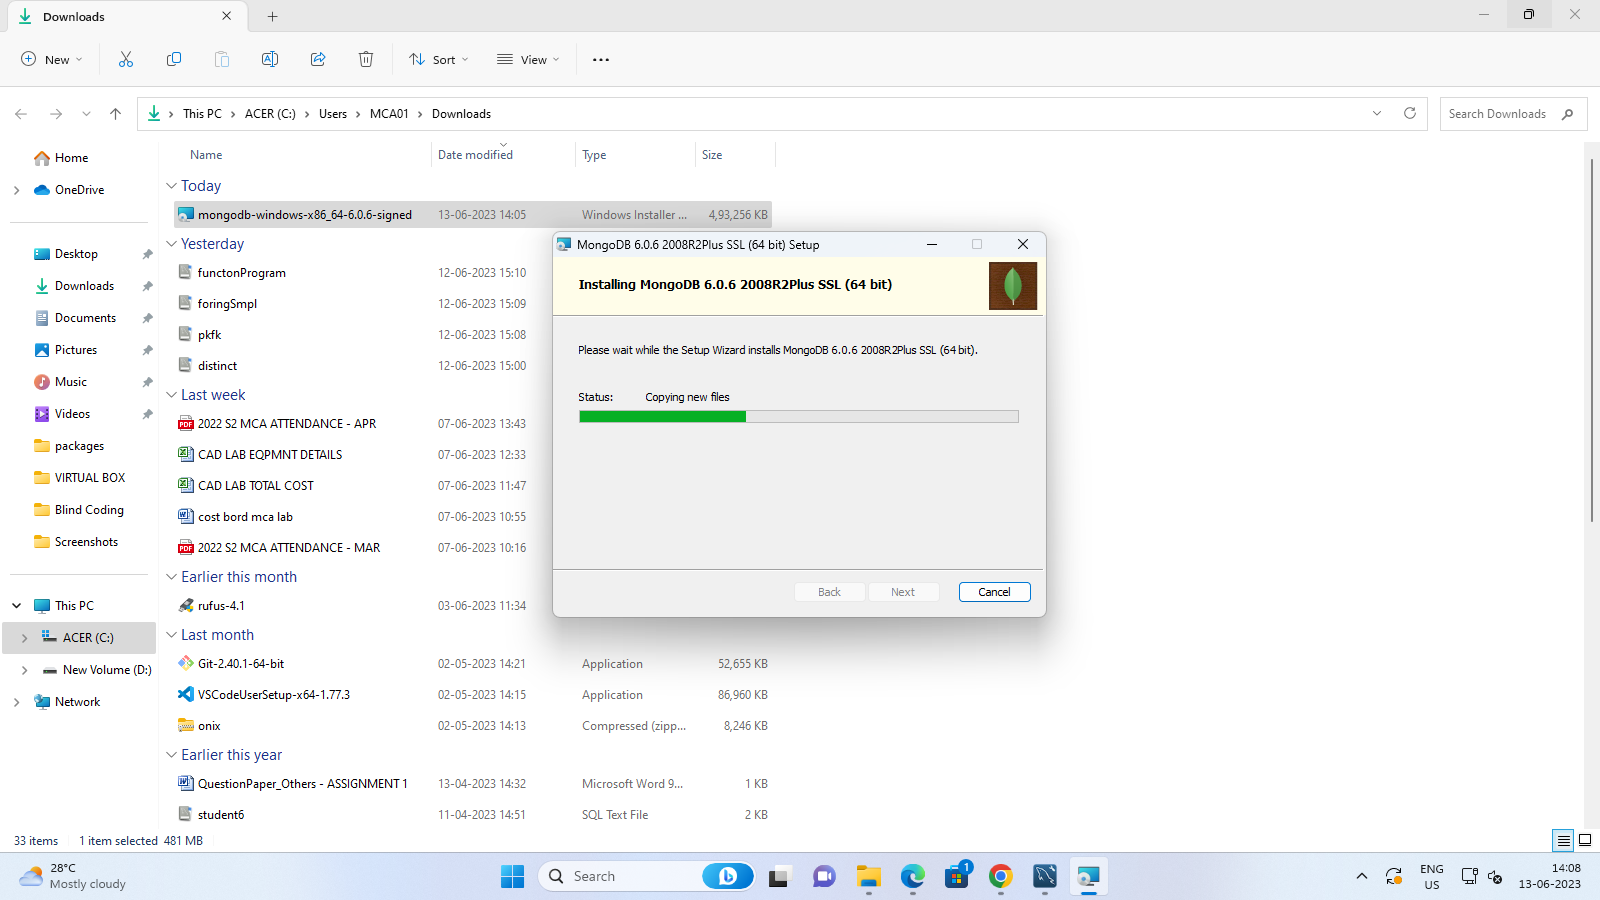 Downloads
New
Sort
View
This PC
ACER (C:)
Users
MCA01
Downloads
Search Downloads
Home
OneDrive
Desktop
Downloads
Documents
Pictures
Music
Videos
packages
VIRTUAL BOX
Blind Coding
Screenshots
This PC
ACER (C:)
New Volume (D:)
Network
Name Date modified Type Size
Today
mongodb-windows-x86_64-6.0.6-signed 13-06-2023 14:05 Windows Installer ... 4,93,256 KB
Yesterday
functonProgram 12-06-2023 15:10
foringSmpl 12-06-2023 15:09
pkfk 12-06-2023 15:08
distinct 12-06-2023 15:00
Last week
2022 S2 MCA ATTENDANCE - APR 07-06-2023 13:43
CAD LAB EQPMNT DETAILS 07-06-2023 12:33
CAD LAB TOTAL COST 07-06-2023 11:47
cost bord mca lab 07-06-2023 10:55
2022 S2 MCA ATTENDANCE - MAR 07-06-2023 10:16
Earlier this month
rufus-4.1 03-06-2023 11:34
Last month
Git-2.40.1-64-bit 02-05-2023 14:21 Application 52,655 KB
VSCodeUserSetup-x64-1.77.3 02-05-2023 14:15 Application 86,960 KB
onix 02-05-2023 14:13 Compressed (zipp... 8,246 KB
Earlier this year
QuestionPaper_Others - ASSIGNMENT 1 13-04-2023 14:32 Microsoft Word 9... 1 KB
student6 11-04-2023 14:51 SQL Text File 2 KB
MongoDB 6.0.6 2008R2Plus SSL (64 bit) Setup
Installing MongoDB 6.0.6 2008R2Plus SSL (64 bit)
Please wait while the Setup Wizard installs MongoDB 6.0.6 2008R2Plus SSL (64 bit).
Status: Copying new files
Back Next Cancel
33 items 1 item selected 481 MB
28°C
Mostly cloudy
Search
1
ENG
US
14:08
13-06-2023